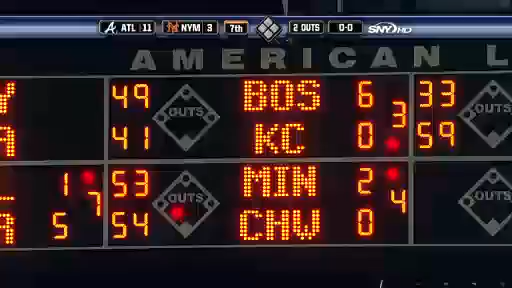 ATL 11 NYM 3 7th 2 OUTS 0-0 SNY HD
AMERICAN L
49 OUTS BOS 6 3 33 OUTS
41 KC 0 59
1 7 53 OUTS MIN 2 4 OUTS
5 54 CHW 0